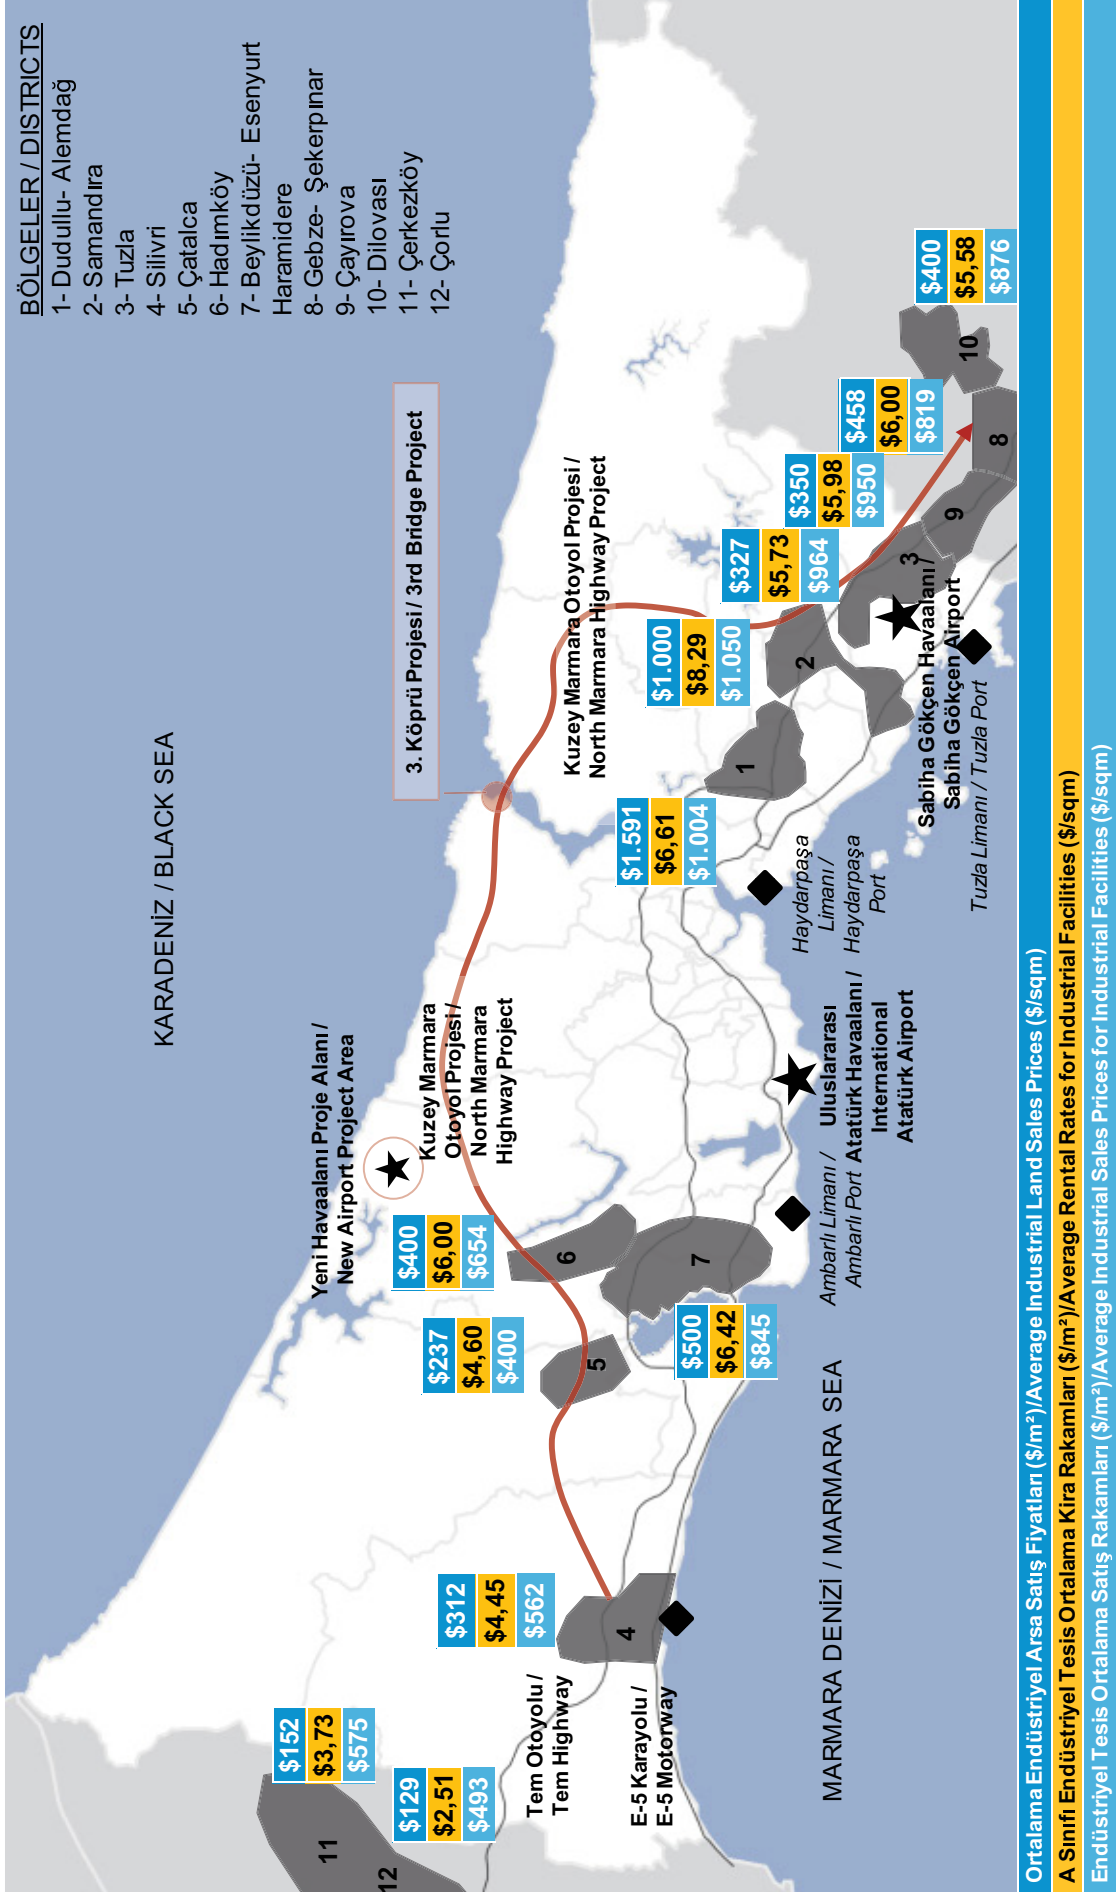 BÖLGELER / DISTRICTS
1- Dudullu- Alemdağ
2- Samandıra
3- Tuzla
4- Silivri
5- Çatalca
6- Hadımköy
7- Beylikdüzü- Esenyurt
Haramidere
8- Gebze- Şekerpınar
9- Çayırova
10- Dilovası
11- Çerkezköy
12- Çorlu
KARADENİZ / BLACK SEA
3. Köprü Projesi / 3rd Bridge Project
Yeni Havaalanı Proje Alanı /
New Airport Project Area
Kuzey Marmara
Otoyol Projesi /
North Marmara
Highway Project
Kuzey Marmara Otoyol Projesi /
North Marmara Highway Project
$152
$3,73
$575
11
$129
$2,51
$493
12
$312
$4,45
$562
4
$237
$4,60
$400
5
$400
$6,00
$654
6
$500
$6,42
$845
7
$1.591
$6,61
$1.004
1
$1.000
$8,29
$1.050
2
$327
$5,73
$964
3
$350
$5,98
$950
9
$458
$6,00
$819
8
$400
$5,58
$876
10
Tem Otoyolu /
Tem Highway
E-5 Karayolu /
E-5 Motorway
Ambarlı Limanı /
Ambarlı Port
Uluslararası
Atatürk Havaalanı /
International
Atatürk Airport
Haydarpaşa
Limanı /
Haydarpaşa
Port
Sabiha Gökçen Havaalanı /
Sabiha Gökçen Airport
Tuzla Limanı / Tuzla Port
MARMARA DENİZİ / MARMARA SEA
Ortalama Endüstriyel Arsa Satış Fiyatları ($/m²)/Average Industrial Land Sales Prices ($/sqm)
A Sınıfı Endüstriyel Tesis Ortalama Kira Rakamları ($/m²)/Average Rental Rates for Industrial Facilities ($/sqm)
Endüstriyel Tesis Ortalama Satış Rakamları ($/m²)/Average Industrial Sales Prices for Industrial Facilities ($/sqm)